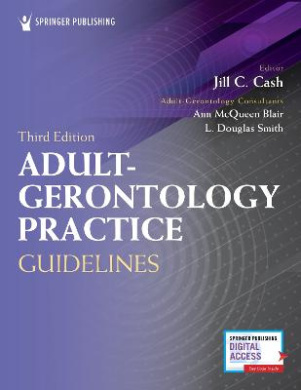 SPRINGER PUBLISHING
Editor
Jill C. Cash
Adult-Gerontology Consultants
Ann McQueen Blair
L. Douglas Smith
Third Edition
ADULT-
GERONTOLOGY
PRACTICE
GUIDELINES
SPRINGER PUBLISHING
DIGITAL
ACCESS